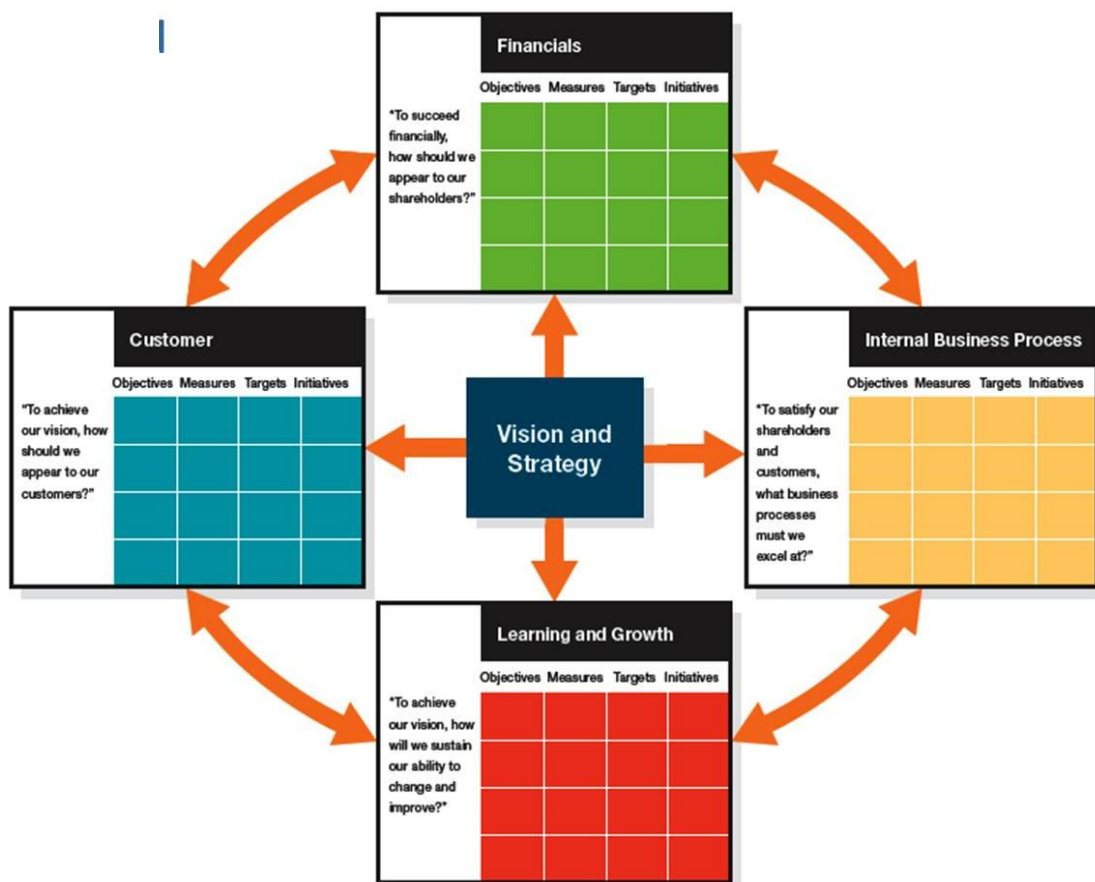 Financials
Objectives Measures Targets Initiatives
"To succeed
financially,
how should we
appear to our
shareholders?"
Customer
Objectives Measures Targets Initiatives
"To achieve
our vision, how
should we
appear to our
customers?"
Vision and
Strategy
Internal Business Process
Objectives Measures Targets Initiatives
"To satisfy our
shareholders
and
customers,
what business
processes
must we
excel at?"
Learning and Growth
Objectives Measures Targets Initiatives
"To achieve
our vision, how
will we sustain
our ability to
change and
improve?"